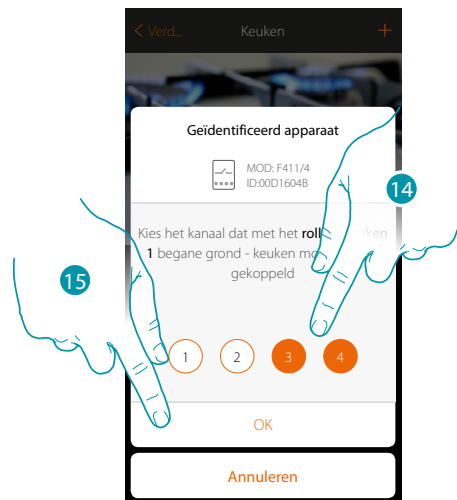 < Verd... Keuken +
Geïdentificeerd apparaat
MOD: F411/4
ID:00D1604B
14
Kies het kanaal dat met het roll
1 begane grond - keuken mo
gekoppeld
15
1 2 3 4
OK
Annuleren